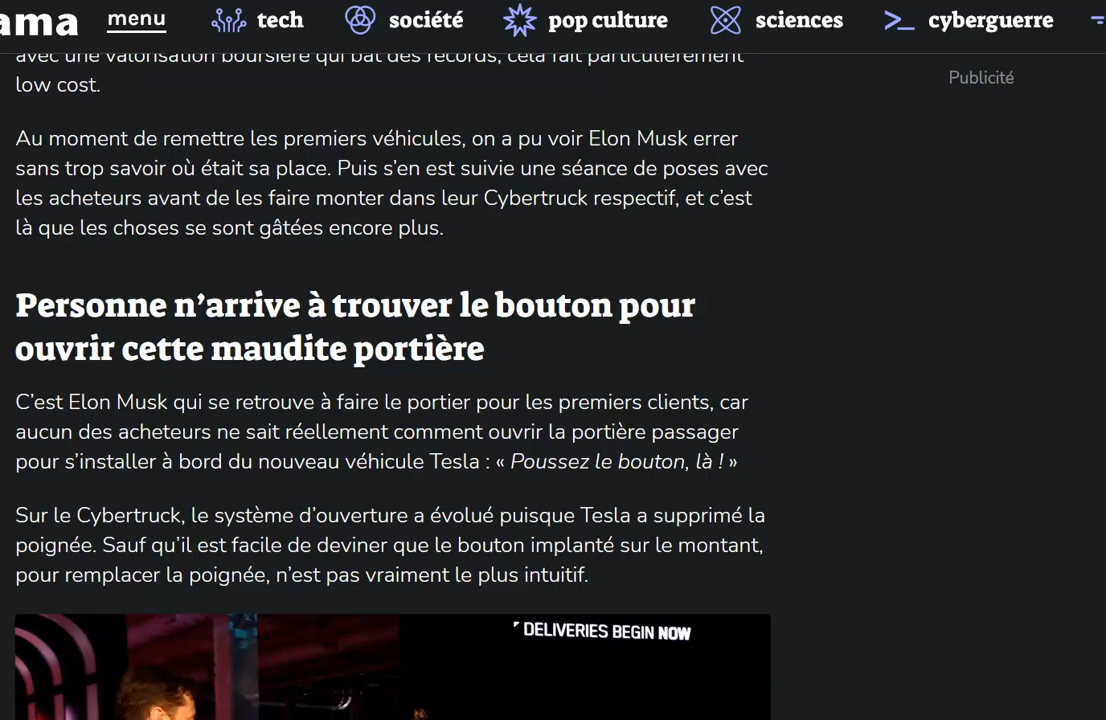 ama menu tech société pop culture sciences cyberguerre
avec une valorisation boursière qui bat des records, cela fait particulièrement
low cost.
Publicité
Au moment de remettre les premiers véhicules, on a pu voir Elon Musk errer
sans trop savoir où était sa place. Puis s’en est suivie une séance de poses avec
les acheteurs avant de les faire monter dans leur Cybertruck respectif, et c’est
là que les choses se sont gâtées encore plus.
Personne n’arrive à trouver le bouton pour
ouvrir cette maudite portière
C’est Elon Musk qui se retrouve à faire le portier pour les premiers clients, car
aucun des acheteurs ne sait réellement comment ouvrir la portière passager
pour s’installer à bord du nouveau véhicule Tesla : « Poussez le bouton, là ! »
Sur le Cybertruck, le système d’ouverture a évolué puisque Tesla a supprimé la
poignée. Sauf qu’il est facile de deviner que le bouton implanté sur le montant,
pour remplacer la poignée, n’est pas vraiment le plus intuitif.
DELIVERIES BEGIN NOW